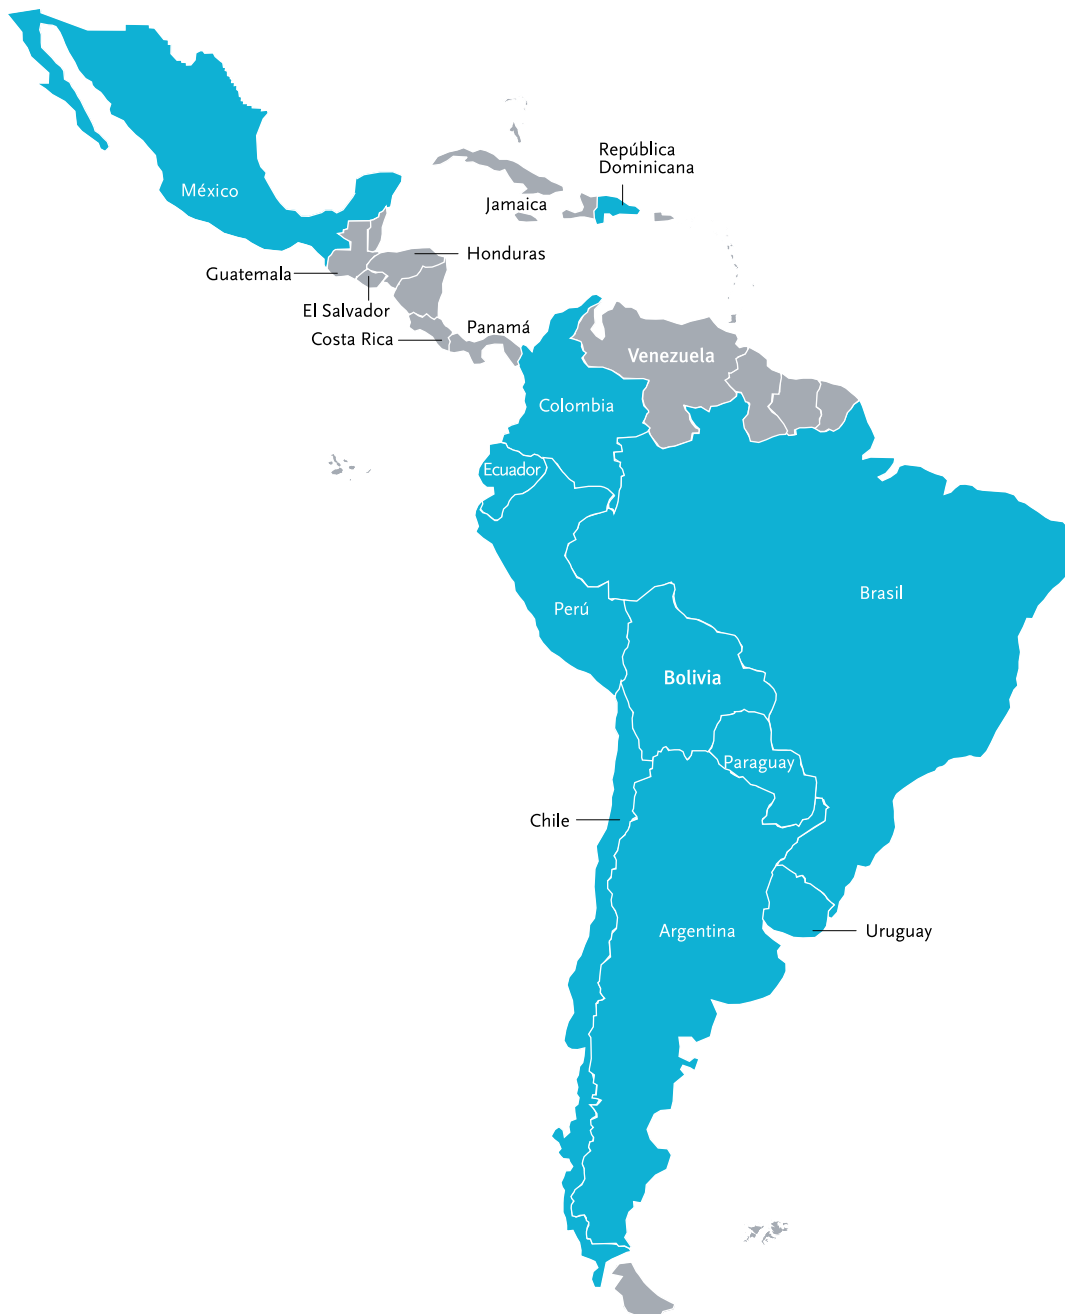 República
Dominicana
México
Jamaica
Honduras
Guatemala
El Salvador
Panamá
Costa Rica
Venezuela
Colombia
Ecuador
Brasil
Perú
Bolivia
Paraguay
Chile
Argentina
Uruguay